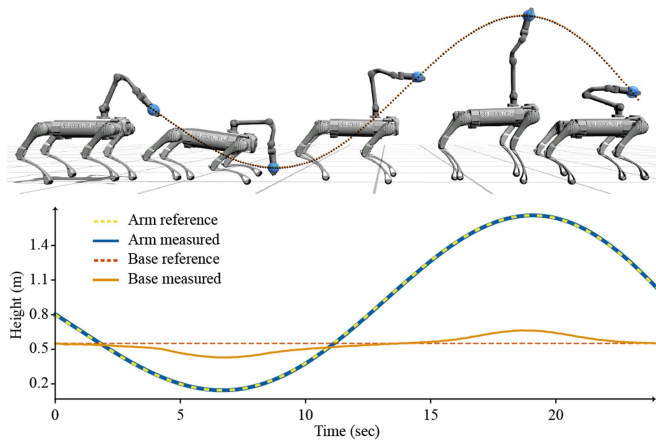 Arm reference
Arm measured
Base reference
Base measured
Height (m)
1.4
1.1
0.8
0.5
0.2
0 5 10 15 20
Time (sec)